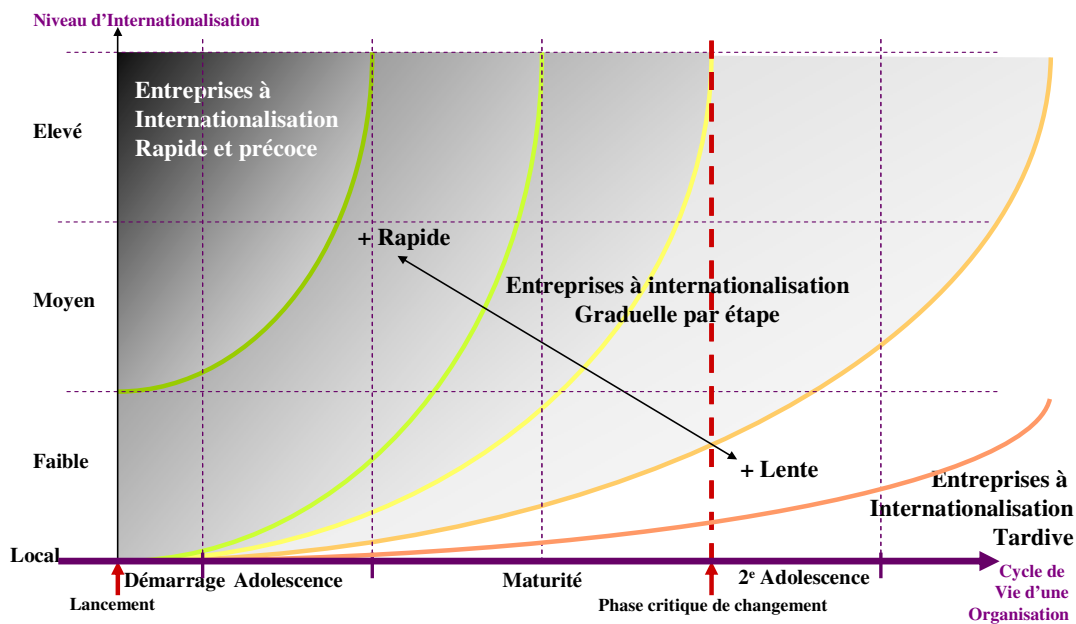 Niveau d’Internationalisation
Entreprises à
Internationalisation
Rapide et précoce
Elevé
+ Rapide
Entreprises à internationalisation
Graduelle par étape
Moyen
Faible
+ Lente
Entreprises à
Internationalisation
Tardive
Local
Démarrage Adolescence
Maturité
2e Adolescence
Cycle de
Vie d’une
Organisation
Lancement
Phase critique de changement